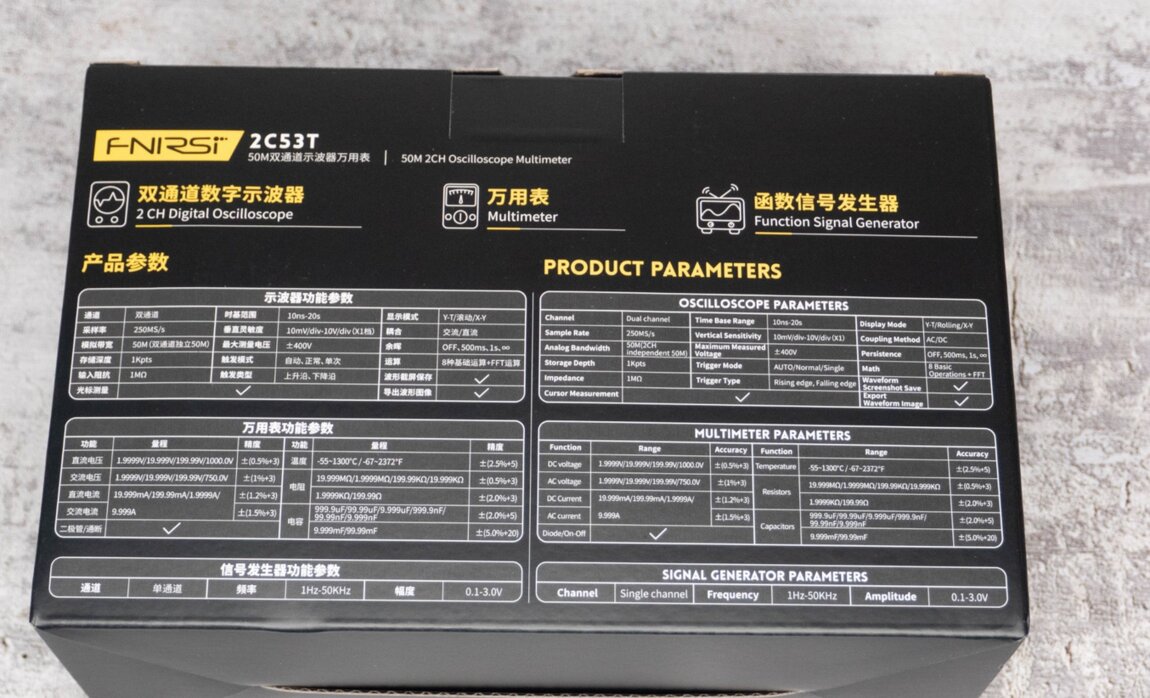 FNIRSI 2C53T
50M双通道示波器万用表 | 50M 2CH Oscilloscope Multimeter
双通道数字示波器
2 CH Digital Oscilloscope
万用表
Multimeter
函数信号发生器
Function Signal Generator
产品参数
示波器功能参数
通道 双通道 时基范围 10ns-20s 显示模式 Y-T/滚动/X-Y
采样率 250MS/s 垂直灵敏度 10mV/div-10V/div (X1档) 耦合 交流/直流
模拟带宽 50M (双通道独立50M) 最大测量电压 ±400V 余晖 OFF, 500ms, 1s, ∞
存储深度 1Kpts 触发模式 自动、正常、单次 运算 8种基础运算+FFT运算
输入阻抗 1MΩ 触发类型 上升沿、下降沿 波形截屏保存 ✓
光标测量 ✓ 导出波形图像 ✓
万用表功能参数
功能 量程 精度 功能 量程 精度
直流电压 1.9999V/19.999V/199.99V/1000.0V ±(0.5%+3) 温度 -55~1300°C / -67~2372°F ±(2.5%+5)
交流电压 1.9999V/19.999V/199.99V/750.0V ±(1%+3) 电阻 19.999MΩ/1.9999MΩ/199.99KΩ/19.999KΩ ±(0.5%+3)
直流电流 19.999mA/199.99mA/1.9999A/ ±(1.2%+3) 1.9999KΩ/199.99Ω ±(2.0%+3)
交流电流 9.999A ±(1.5%+3) 电容 999.9uF/99.99uF/9.999uF/999.9nF/
99.99nF/9.999nF ±(2.0%+5)
二极管/通断 ✓ 9.999mF/99.99mF ±(5.0%+20)
信号发生器功能参数
通道 单通道 频率 1Hz-50KHz 幅度 0.1-3.0V
PRODUCT PARAMETERS
OSCILLOSCOPE PARAMETERS
Channel Dual channel Time Base Range 10ns-20s Display Mode Y-T/Rolling/X-Y
Sample Rate 250MS/s Vertical Sensitivity 10mV/div-10V/div (X1) Coupling Method AC/DC
Analog Bandwidth 50M(2CH independent 50M) Maximum Measured Voltage ±400V Persistence OFF, 500ms, 1s, ∞
Storage Depth 1Kpts Trigger Mode AUTO/Normal/Single Math 8 Basic Operations + FFT
Impedance 1MΩ Trigger Type Rising edge, Falling edge Waveform Screenshot Save ✓
Cursor Measurement ✓ Export Waveform Image ✓
MULTIMETER PARAMETERS
Function Range Accuracy Function Range Accuracy
DC voltage 1.9999V/19.999V/199.99V/1000.0V ±(0.5%+3) Temperature -55~1300°C / -67~2372°F ±(2.5%+5)
AC voltage 1.9999V/19.999V/199.99V/750.0V ±(1%+3) Resistors 19.999MΩ/1.9999MΩ/199.99KΩ/19.999KΩ ±(0.5%+3)
DC Current 19.999mA/199.99mA/1.9999A/ ±(1.2%+3) 1.9999KΩ/199.99Ω ±(2.0%+3)
AC current 9.999A ±(1.5%+3) Capacitors 999.9uF/99.99uF/9.999uF/999.9nF/
99.99nF/9.999nF ±(2.0%+5)
Diode/On-Off ✓ 9.999mF/99.99mF ±(5.0%+20)
SIGNAL GENERATOR PARAMETERS
Channel Single channel Frequency 1Hz-50KHz Amplitude 0.1-3.0V